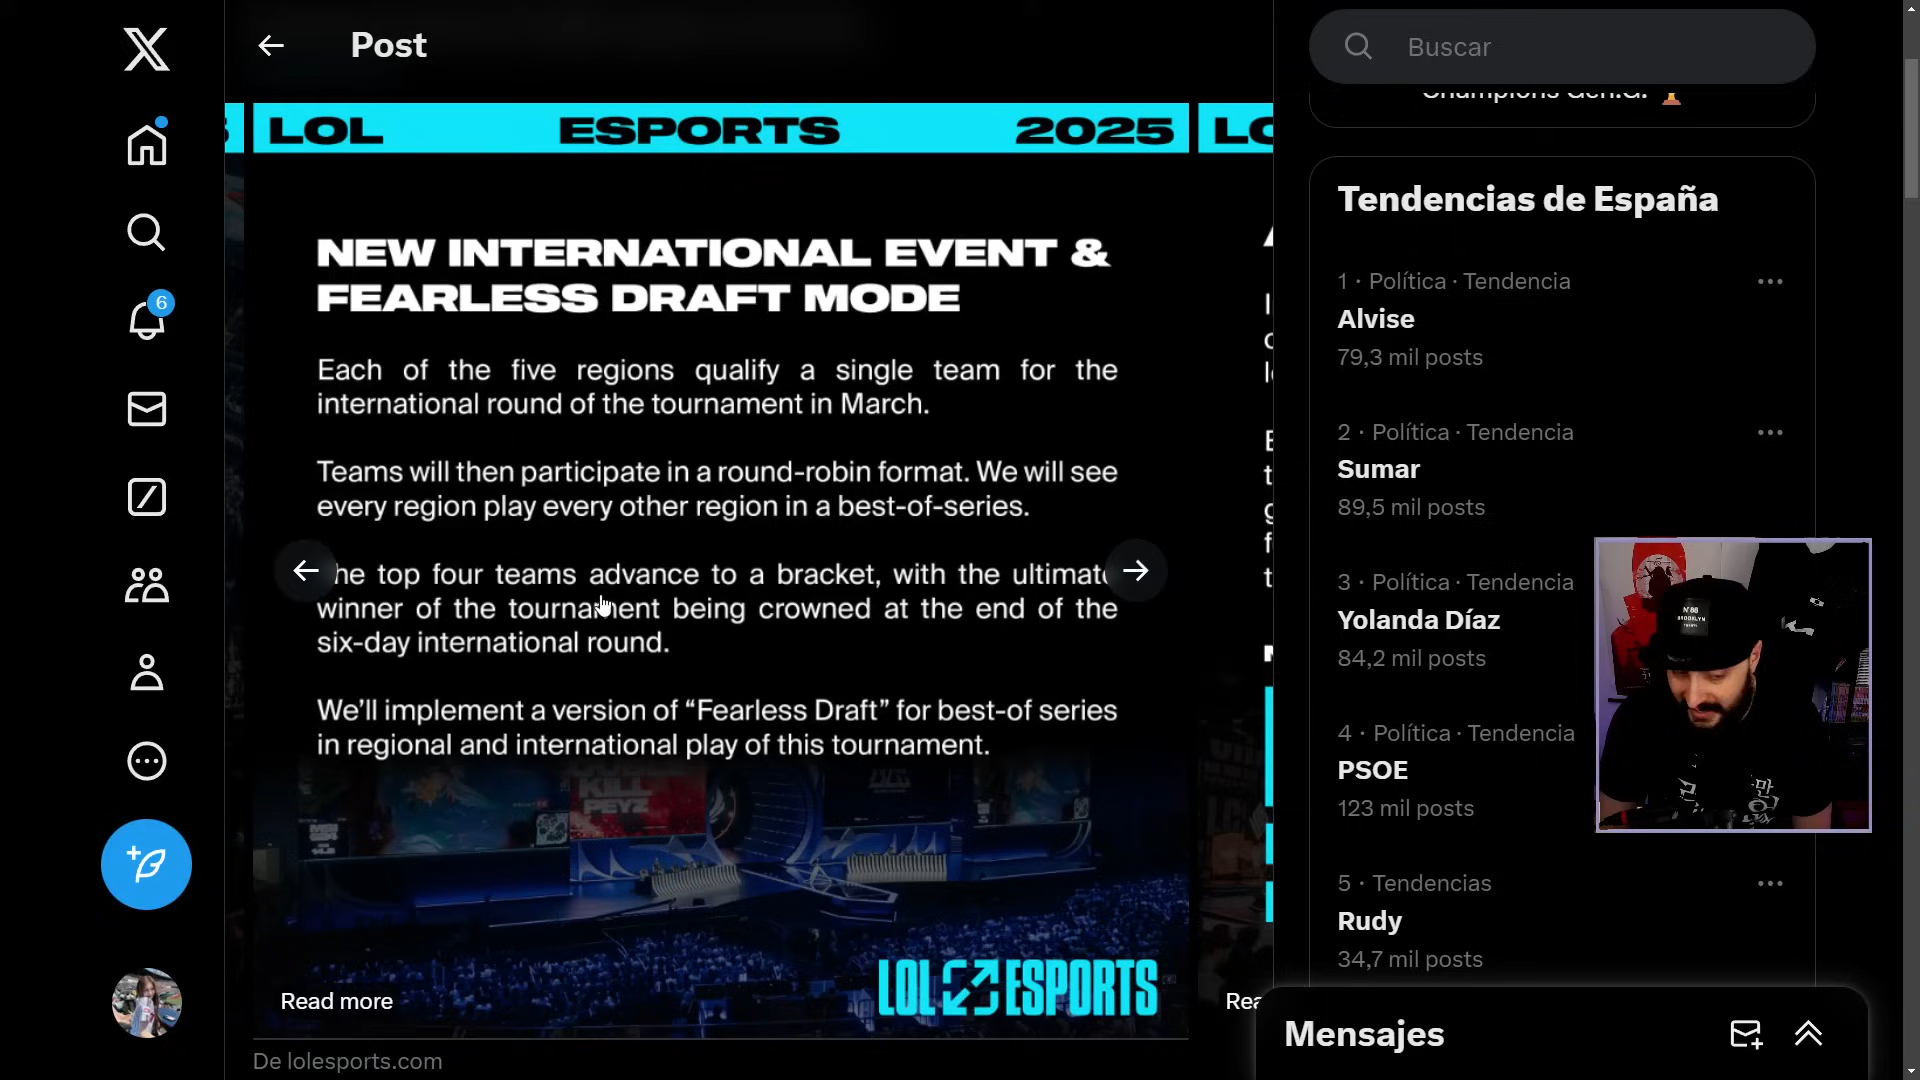 Post
LOL ESPORTS 2025
NEW INTERNATIONAL EVENT &
FEARLESS DRAFT MODE
Each of the five regions qualify a single team for the
international round of the tournament in March.
Teams will then participate in a round-robin format. We will see
every region play every other region in a best-of-series.
he top four teams advance to a bracket, with the ultimate
winner of the tournament being crowned at the end of the
six-day international round.
We'll implement a version of “Fearless Draft” for best-of series
in regional and international play of this tournament.
KILL
PEYZ
LOL ESPORTS
Read more
De lolesports.com
6
Buscar
Champions Gen.G.
Tendencias de España
1 · Política · Tendencia
Alvise
79,3 mil posts
2 · Política · Tendencia
Sumar
89,5 mil posts
3 · Política · Tendencia
Yolanda Díaz
84,2 mil posts
4 · Política · Tendencia
PSOE
123 mil posts
5 · Tendencias
Rudy
34,7 mil posts
BROOKLYN
Mensajes